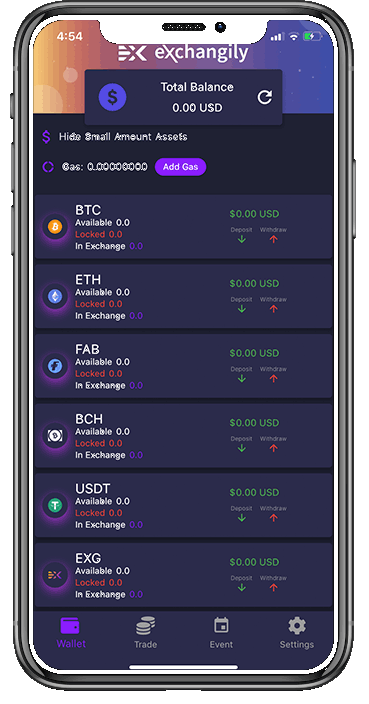 4:54
exchangily
Total Balance
0.00 USD
Hide Small Amount Assets
Gas: 0.0000000 Add Gas
BTC
Available 0.0
Locked 0.0
In Exchange 0.0
$0.00 USD
Deposit Withdraw
ETH
Available 0.0
Locked 0.0
In Exchange 0.0
$0.00 USD
Deposit Withdraw
FAB
Available 0.0
Locked 0.0
In Exchange 0.0
$0.00 USD
Deposit Withdraw
BCH
Available 0.0
Locked 0.0
In Exchange 0.0
$0.00 USD
Deposit Withdraw
USDT
Available 0.0
Locked 0.0
In Exchange 0.0
$0.00 USD
Deposit Withdraw
EXG
Available 0.0
Locked 0.0
In Exchange 0.0
$0.00 USD
Deposit Withdraw
Wallet Trade Event Settings